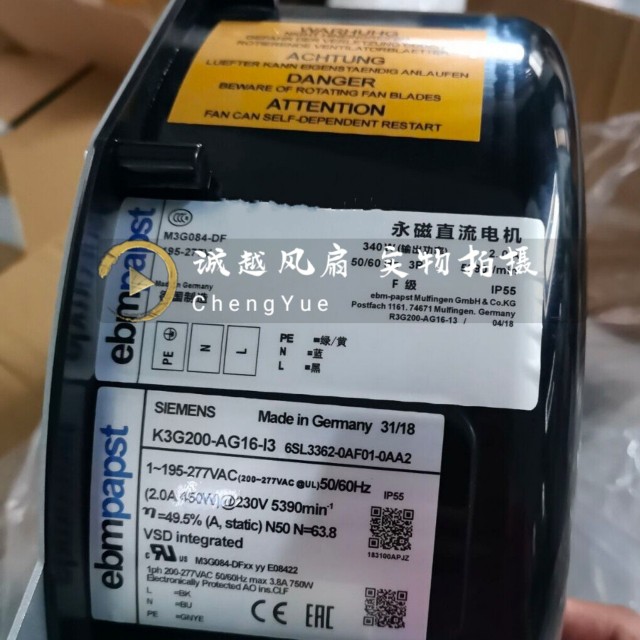 WARNUNG
ACHTUNG
LUEFTER KANN EIGENSTAENDIG ANLAUFEN
DANGER
BEWARE OF ROTATING FAN BLADES
ATTENTION
FAN CAN SELF-DEPENDENT RESTART
ebmpapst
CCC
M3G084-DF
永磁直流电机
诚越风扇 实物拍摄
ChengYue
Made in Germany
F 级 IP55
ebm-papst Mulfingen GmbH & Co.KG
Postfach 1161. 74671 Mulfingen. Germany
R3G200-AG16-13 / 04/18
PE N L
PE =绿/黄
N =蓝
L =黑
ebmpapst
SIEMENS Made in Germany 31/18
K3G200-AG16-I3 6SL3362-0AF01-0AA2
1~195-277VAC(200-277VAC @UL)50/60Hz IP55
(2.0A 450W)@230V 5390min⁻¹
η=49.5% (A, static) N50 N=63.8
VSD integrated
183100APJZ
c UR us M3G084-DFxx yy E08422
1ph 200-277VAC 50/60Hz max 3.8A 750W
Electronically Protected AO ins.CLF
L =BK
N =BU
PE =GNYE
CE EAC